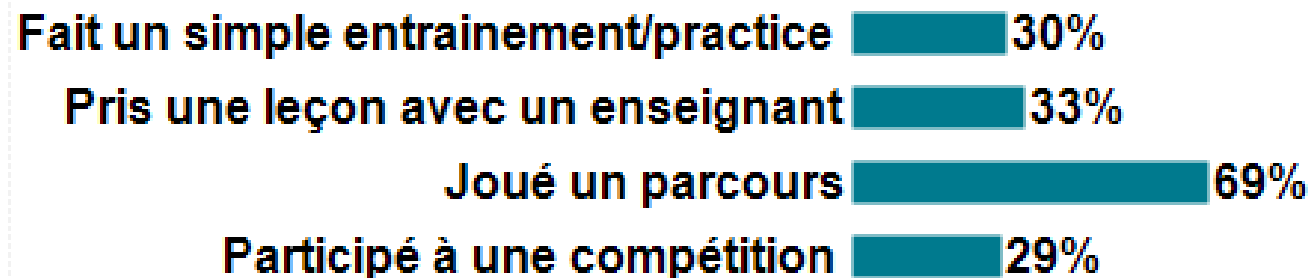 Fait un simple entrainement/practice 30%
Pris une leçon avec un enseignant 33%
Joué un parcours 69%
Participé à une compétition 29%